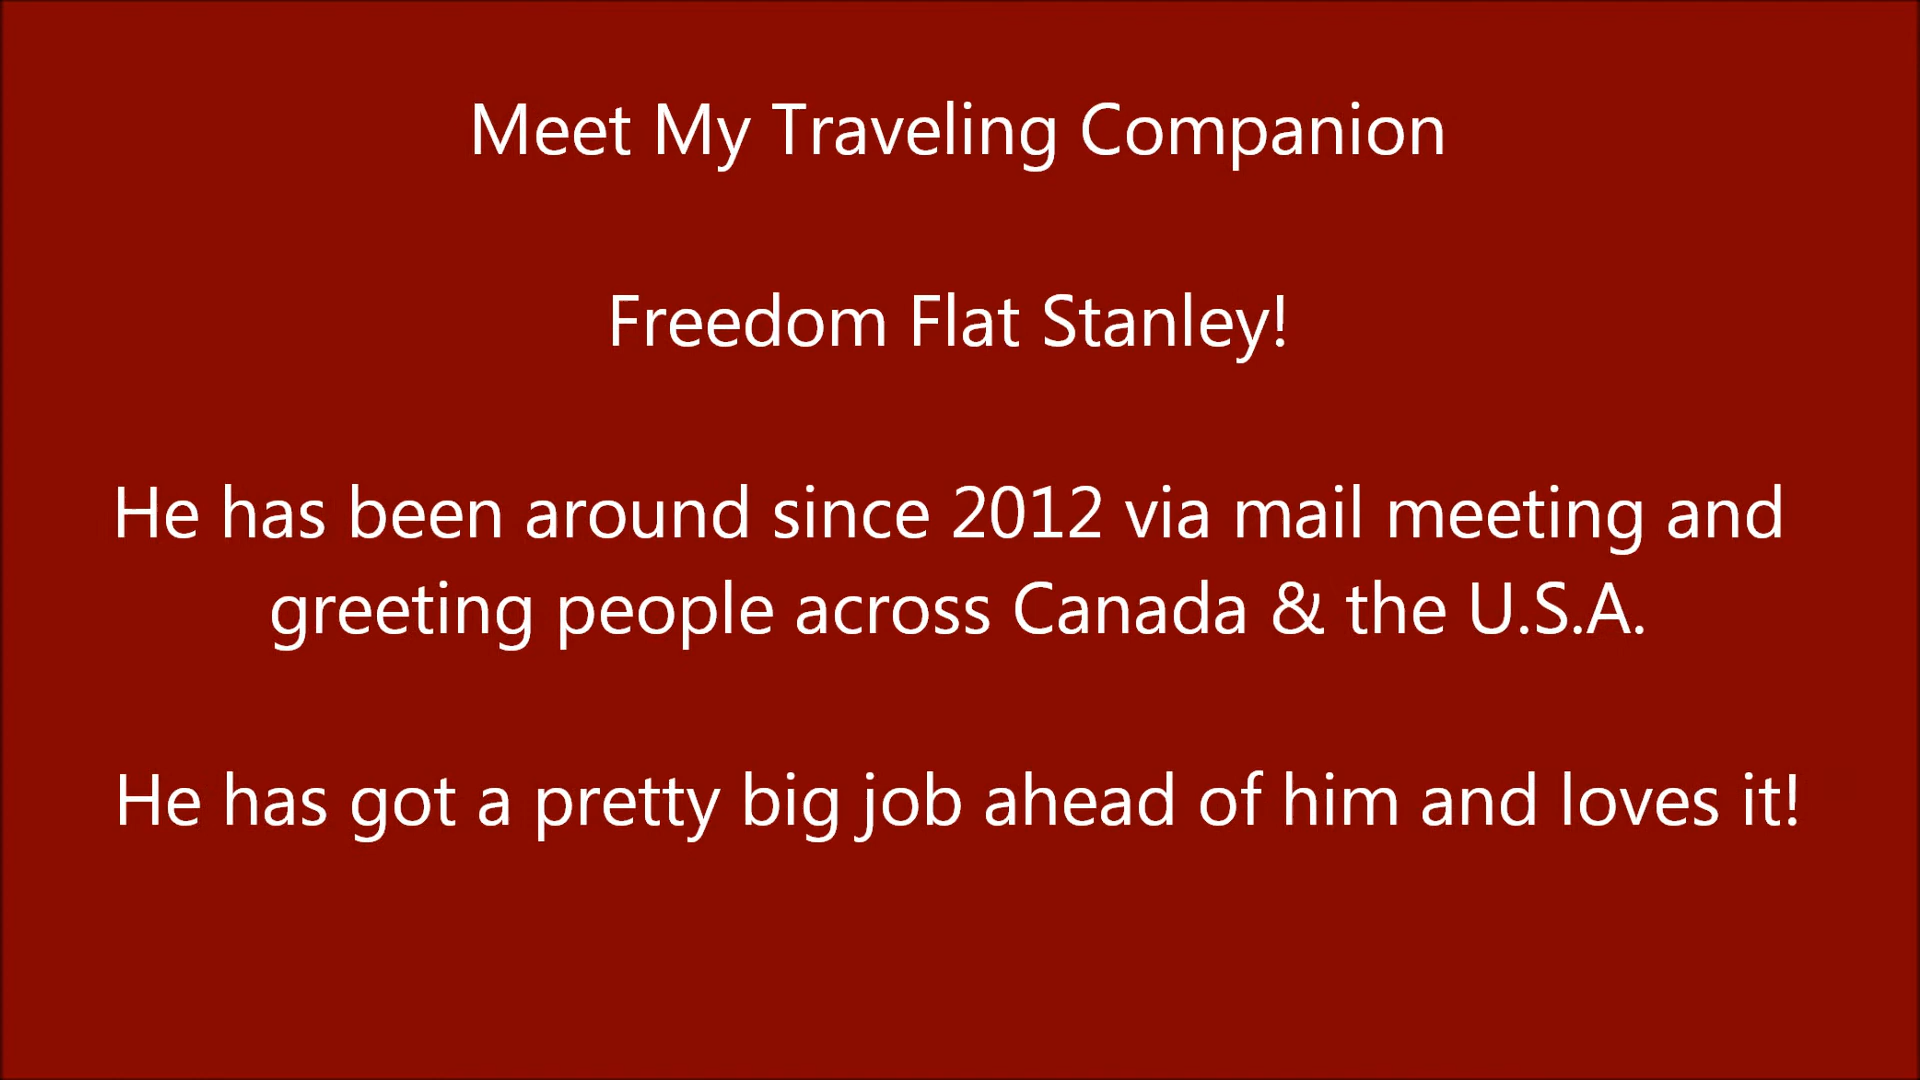 Meet My Traveling Companion
Freedom Flat Stanley!
He has been around since 2012 via mail meeting and
greeting people across Canada & the U.S.A.
He has got a pretty big job ahead of him and loves it!